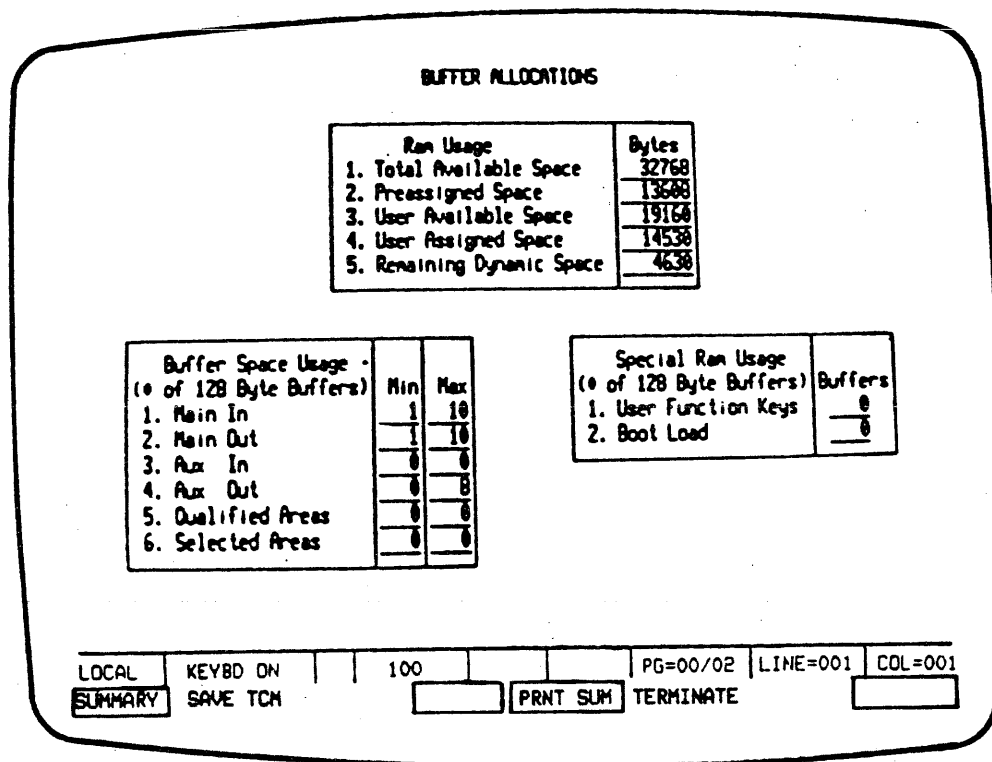 BUFFER ALLOCATIONS
Ram Usage Bytes
1. Total Available Space 32768
2. Preassigned Space 13608
3. User Available Space 19160
4. User Assigned Space 14530
5. Remaining Dynamic Space 4630
Buffer Space Usage
(# of 128 Byte Buffers) Min Max
1. Main In 1 10
2. Main Out 1 10
3. Aux In 0 0
4. Aux Out 0 8
5. Qualified Areas 0 0
6. Selected Areas 0 0
Special Ram Usage
(# of 128 Byte Buffers) Buffers
1. User Function Keys 0
2. Boot Load 0
LOCAL KEYBD ON 100 PG=00/02 LINE=001 COL=001
SUMMARY SAVE TCM PRNT SUM TERMINATE